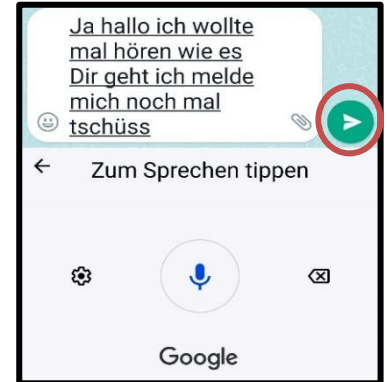 Ja hallo ich wollte
mal hören wie es
Dir geht ich melde
mich noch mal
tschüss
Zum Sprechen tippen
Google